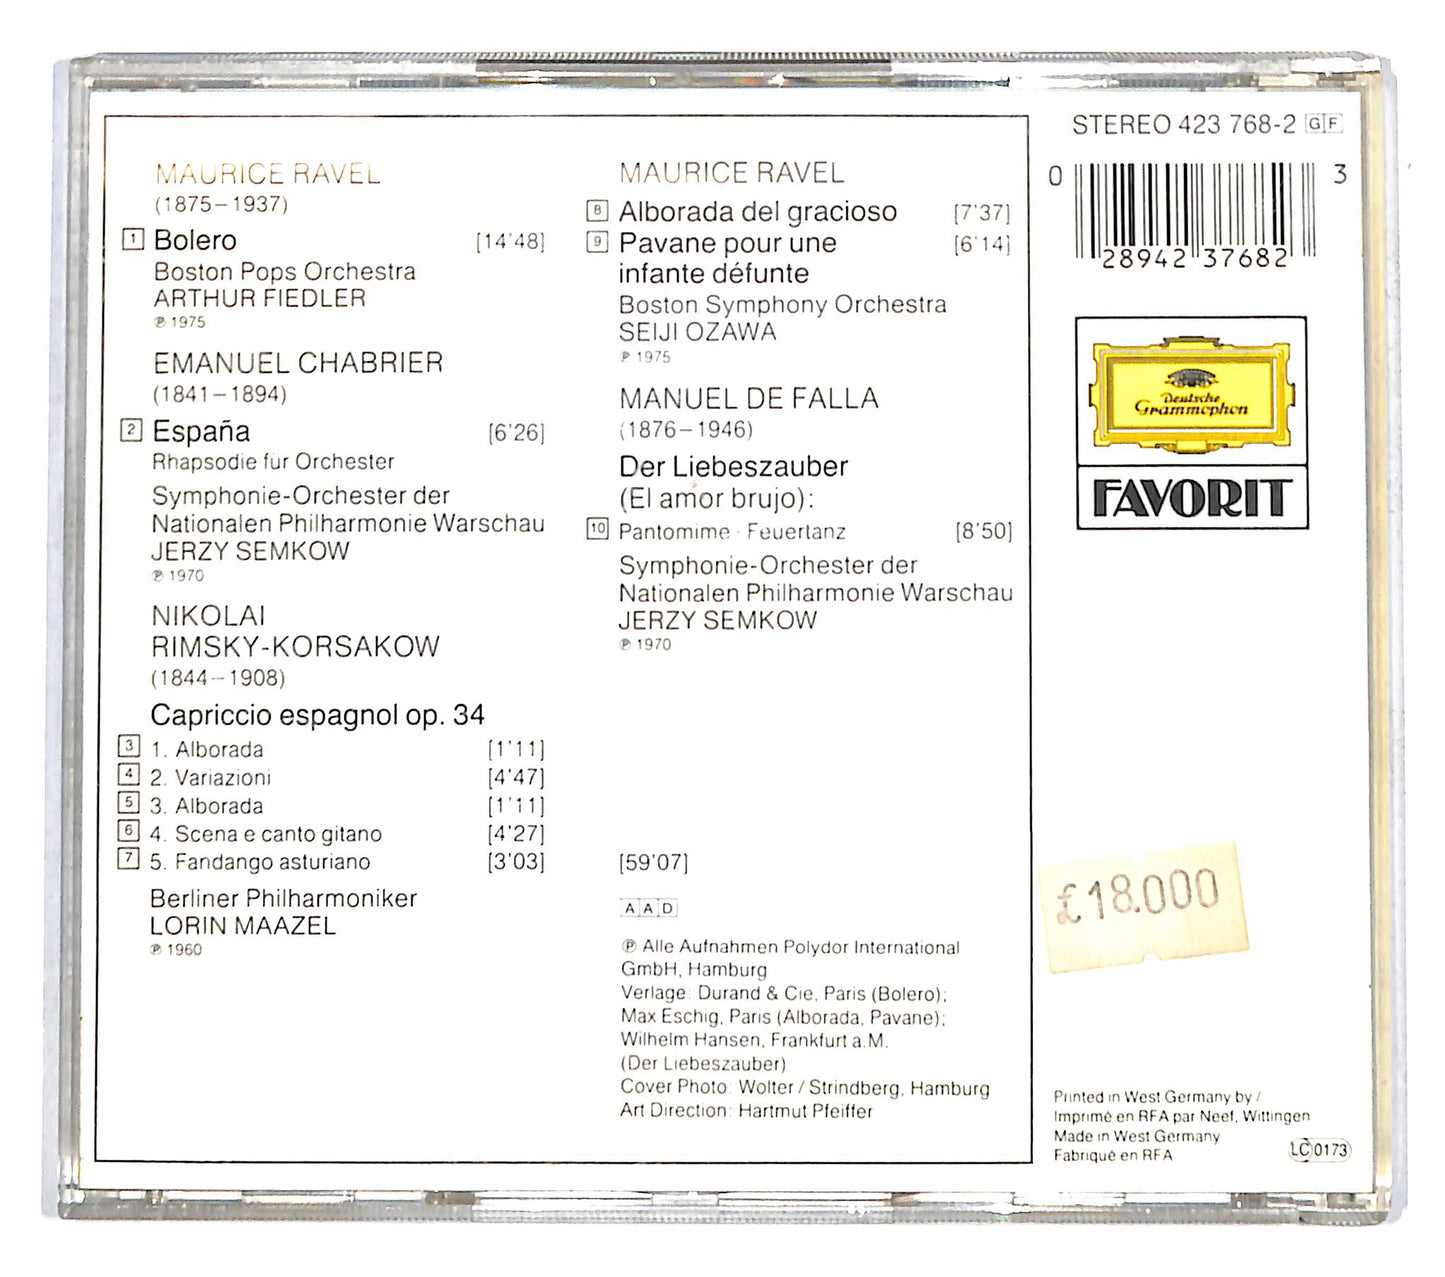 MAURICE RAVEL
(1875–1937)
1 Bolero [14'48]
Boston Pops Orchestra
ARTHUR FIEDLER
℗ 1975
EMANUEL CHABRIER
(1841–1894)
2 España [6'26]
Rhapsodie für Orchester
Symphonie-Orchester der
Nationalen Philharmonie Warschau
JERZY SEMKOW
℗ 1970
NIKOLAI
RIMSKY-KORSAKOW
(1844–1908)
Capriccio espagnol op. 34
3 1. Alborada [1'11]
4 2. Variazioni [4'47]
5 3. Alborada [1'11]
6 4. Scena e canto gitano [4'27]
7 5. Fandango asturiano [3'03]
Berliner Philharmoniker
LORIN MAAZEL
℗ 1960
MAURICE RAVEL
8 Alborada del gracioso [7'37]
9 Pavane pour une [6'14]
infante défunte
Boston Symphony Orchestra
SEIJI OZAWA
℗ 1975
MANUEL DE FALLA
(1876–1946)
Der Liebeszauber
(El amor brujo):
10 Pantomime · Feuertanz [8'50]
Symphonie-Orchester der
Nationalen Philharmonie Warschau
JERZY SEMKOW
℗ 1970
[59'07]
AAD
℗ Alle Aufnahmen Polydor International
GmbH, Hamburg
Verlage: Durand & Cie, Paris (Bolero);
Max Eschig, Paris (Alborada, Pavane);
Wilhelm Hansen, Frankfurt a.M.
(Der Liebeszauber)
Cover Photo: Wolter / Strindberg, Hamburg
Art Direction: Hartmut Pfeiffer
STEREO 423 768-2 GF
0 28942 37682 3
Deutsche
Grammophon
FAVORIT
£18.000
Printed in West Germany by /
Imprimé en RFA par Neef, Wittingen
Made in West Germany
Fabriqué en RFA
LC 0173